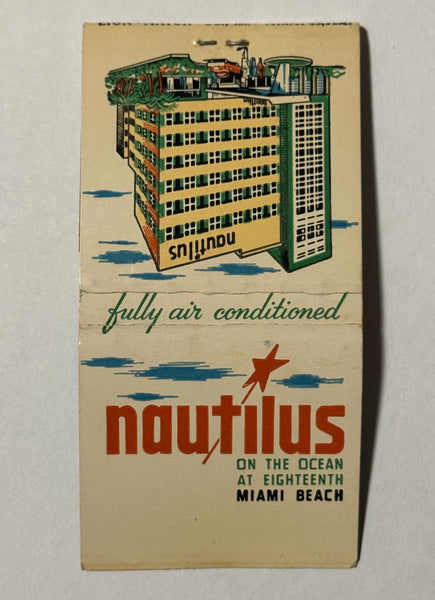 nautilus
fully air conditioned
nautilus
ON THE OCEAN
AT EIGHTEENTH
MIAMI BEACH